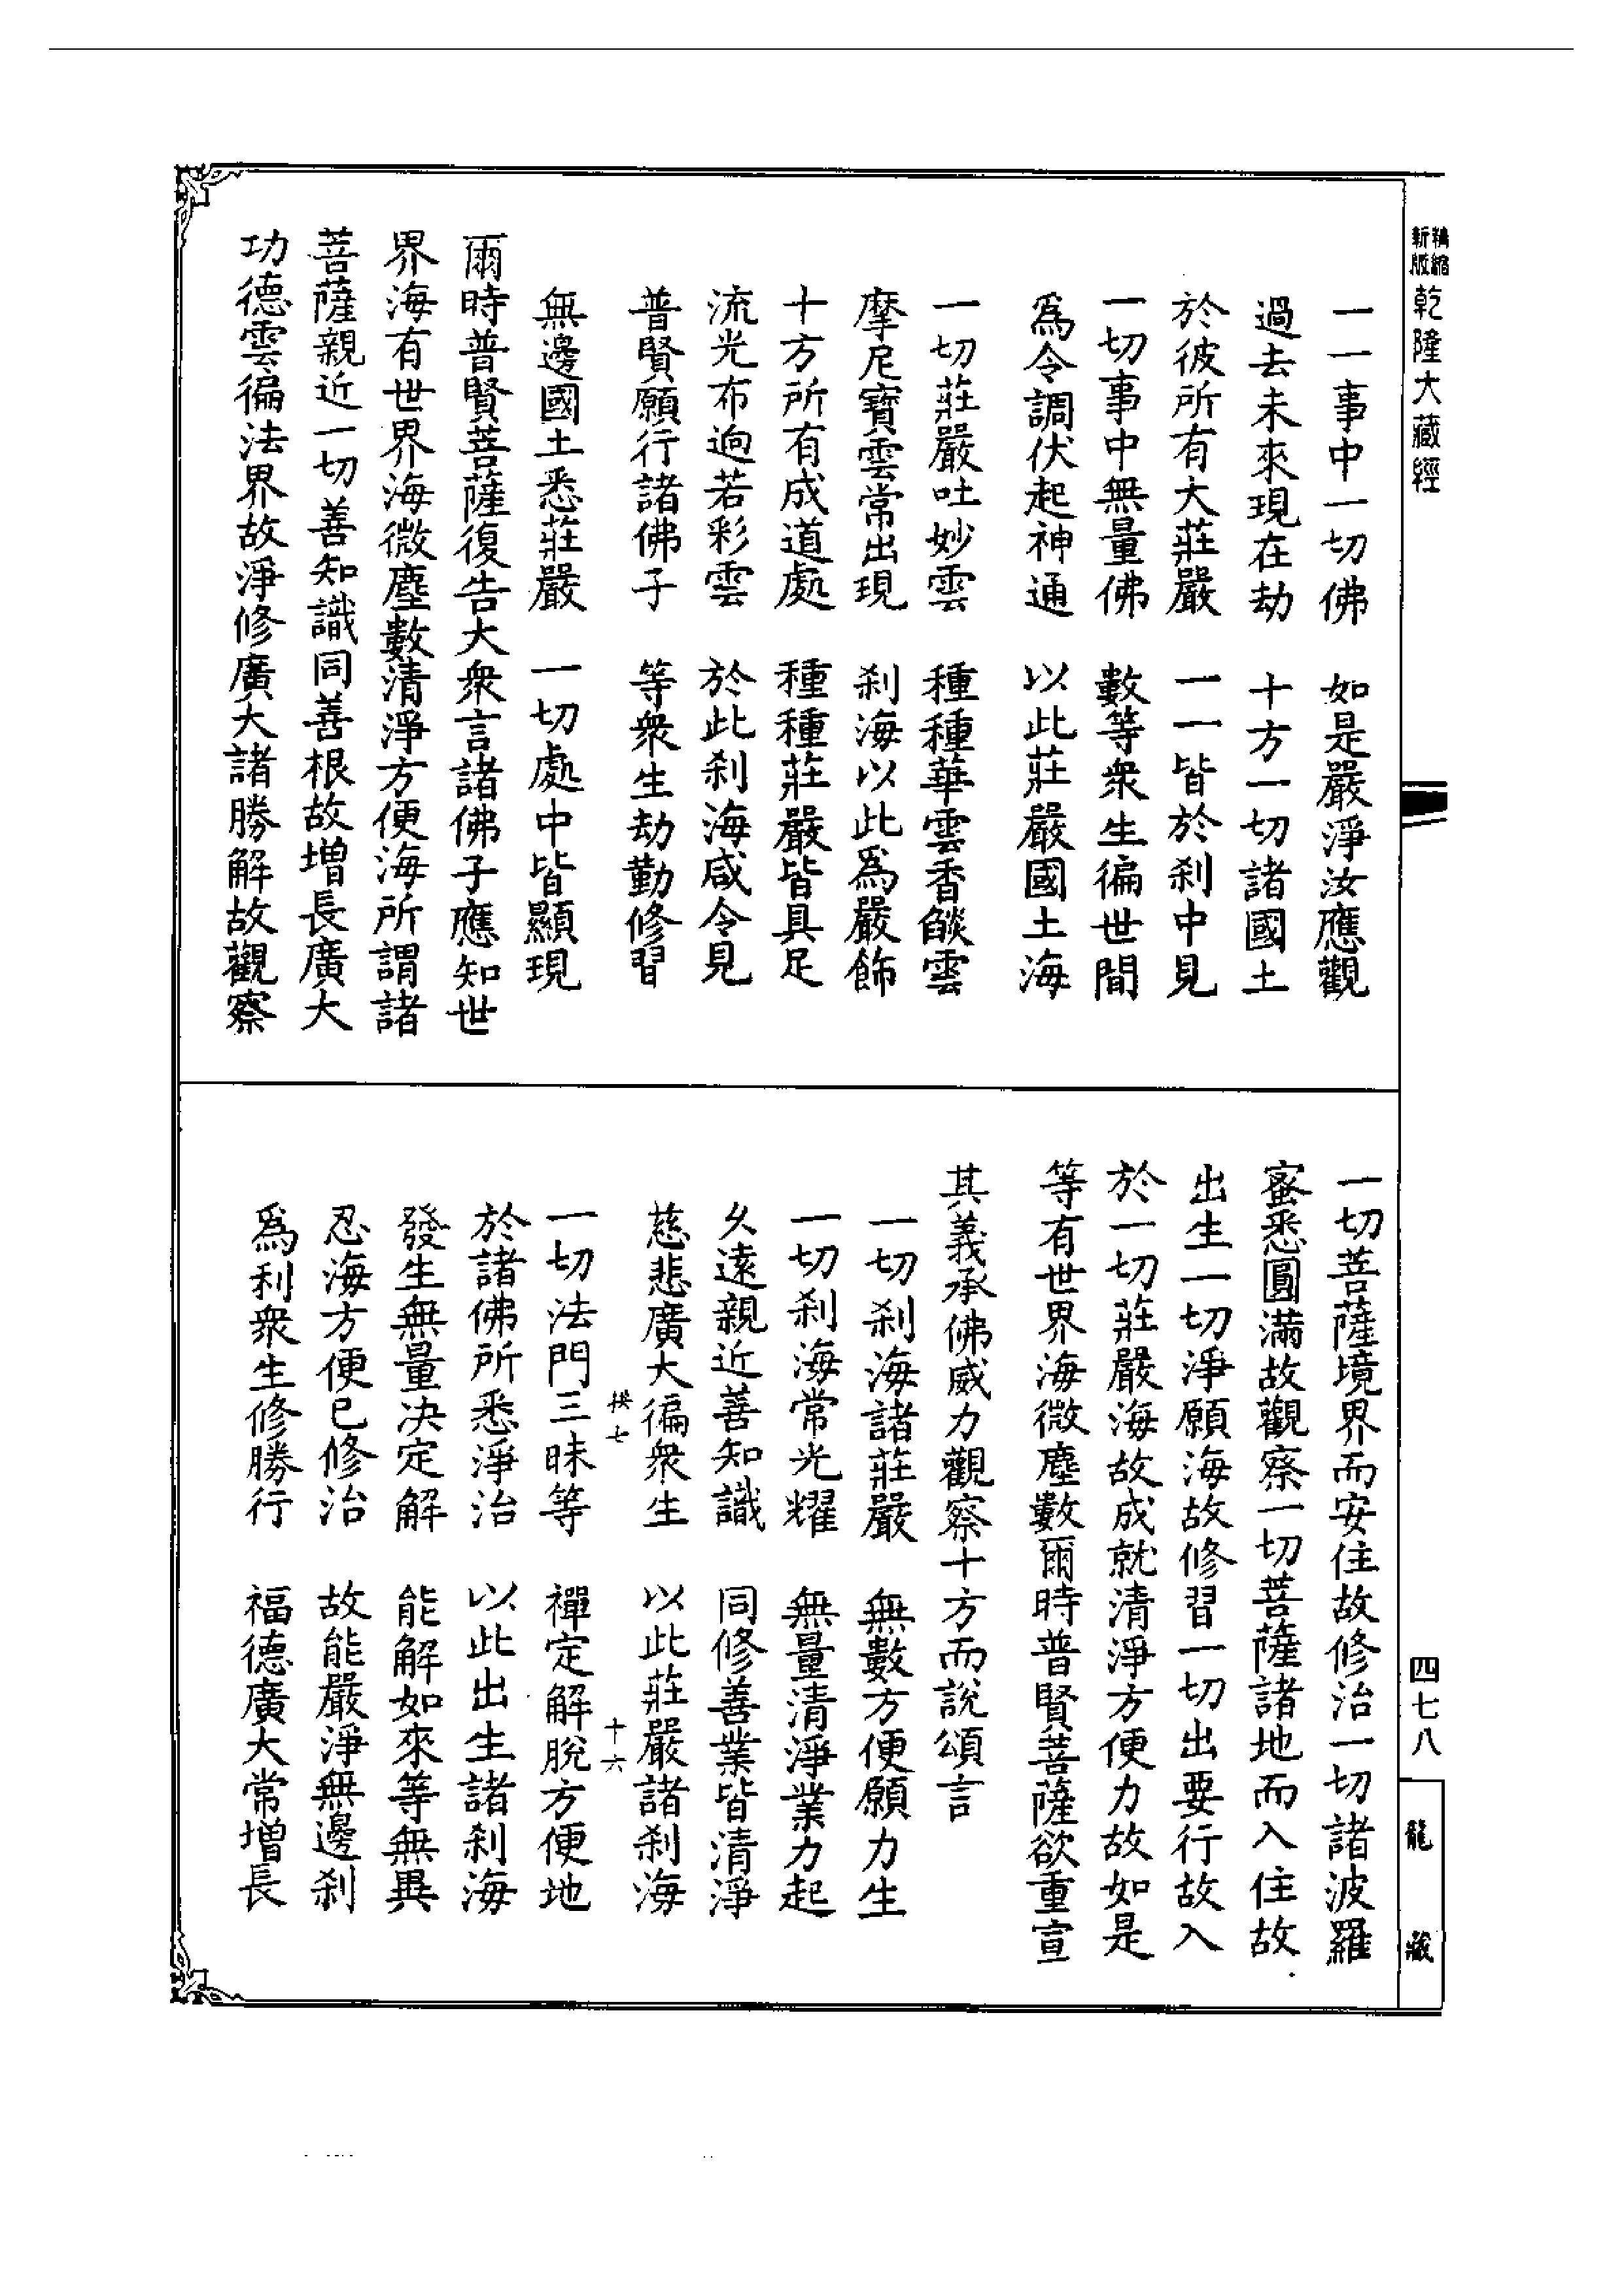 新版精縮
乾隆大藏經
一一事中一切佛　如是嚴淨汝應觀
過去未來現在劫　十方一切諸國土
於彼所有大莊嚴　一一皆於刹中見
一切事中無量佛　數等衆生徧世間
爲令調伏起神通　以此莊嚴國土海
一切莊嚴吐妙雲　種種華雲香燄雲
摩尼寶雲常出現　刹海以此爲嚴飾
十方所有成道處　種種莊嚴皆具足
流光布逈若彩雲　於此刹海咸令見
普賢願行諸佛子　等衆生劫勤修習
無邊國土悉莊嚴　一切處中皆顯現
爾時普賢菩薩復告大衆言諸佛子應知世
界海有世界海微塵數清淨方便海所謂諸
菩薩親近一切善知識同善根故增長廣大
功德雲徧法界故淨修廣大諸勝解故觀察
一切菩薩境界而安住故修治一切諸波羅
蜜悉圓滿故觀察一切菩薩諸地而入住故
出生一切淨願海故修習一切出要行故入
於一切莊嚴海故成就清淨方便力故如是
等有世界海微塵數爾時普賢菩薩欲重宣
其義承佛威力觀察十方而說頌言
一切刹海諸莊嚴　無數方便願力生
一切刹海常光耀　無量清淨業力起
久遠親近善知識　同修善業皆清淨
慈悲廣大徧衆生　以此莊嚴諸刹海
十六
一切法門三昧等　禪定解脫方便地
於諸佛所悉淨治　以此出生諸刹海
發生無量決定解　能解如來等無異
忍海方便已修治　故能嚴淨無邊刹
爲利衆生修勝行　福德廣大常增長
四七八
龍藏